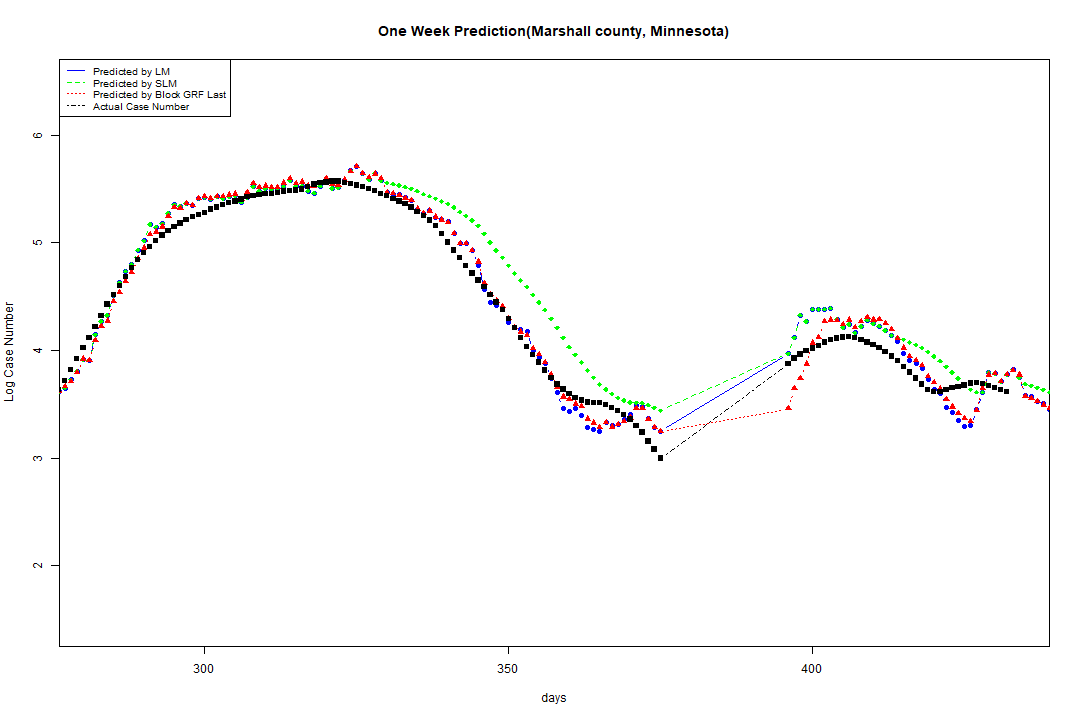 One Week Prediction(Marshall county, Minnesota)
Predicted by LM
Predicted by SLM
Predicted by Block GRF Last
Actual Case Number
6
5
4
3
2
Log Case Number
300
350
400
days